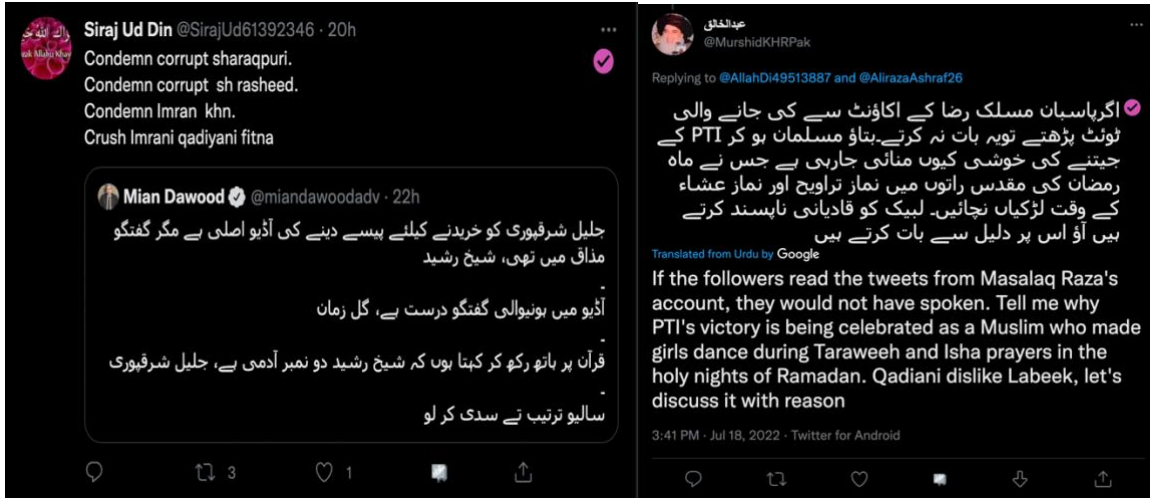 Siraj Ud Din @SirajUd61392346 · 20h
Condemn corrupt sharaqpuri.
Condemn corrupt sh rasheed.
Condemn Imran khn.
Crush Imrani qadiyani fitna
Mian Dawood @miandawoodadv · 22h
جلیل شرقپوری کو خریدنے کیلئے پیسے دینے کی آڈیو اصلی ہے مگر گفتگو
مذاق میں تھی، شیخ رشید
-
آڈیو میں ہونیوالی گفتگو درست ہے، گل زمان
-
قرآن پر ہاتھ رکھ کر کہتا ہوں کہ شیخ رشید دو نمبر آدمی ہے، جلیل شرقپوری
-
سالیو ترتیب تے سدی کر لو
3
1
عبدالخالق
@MurshidKHRPak
Replying to @AllahDi49513887 and @AlirazaAshraf26
اگرپاسبان مسلک رضا کے اکاؤنٹ سے کی جانے والی
ٹوئٹ پڑھتے تویہ بات نہ کرتے۔بتاؤ مسلمان ہو کر PTI کے
جیتنے کی خوشی کیوں منائی جارہی ہے جس نے ماہ
رمضان کی مقدس راتوں میں نماز تراویح اور نماز عشاء
کے وقت لڑکیاں نچائیں۔ لبیک کو قادیانی ناپسند کرتے
ہیں آؤ اس پر دلیل سے بات کرتے ہیں
Translated from Urdu by Google
If the followers read the tweets from Masalaq Raza's
account, they would not have spoken. Tell me why
PTI's victory is being celebrated as a Muslim who made
girls dance during Taraweeh and Isha prayers in the
holy nights of Ramadan. Qadiani dislike Labeek, let's
discuss it with reason
3:41 PM · Jul 18, 2022 · Twitter for Android